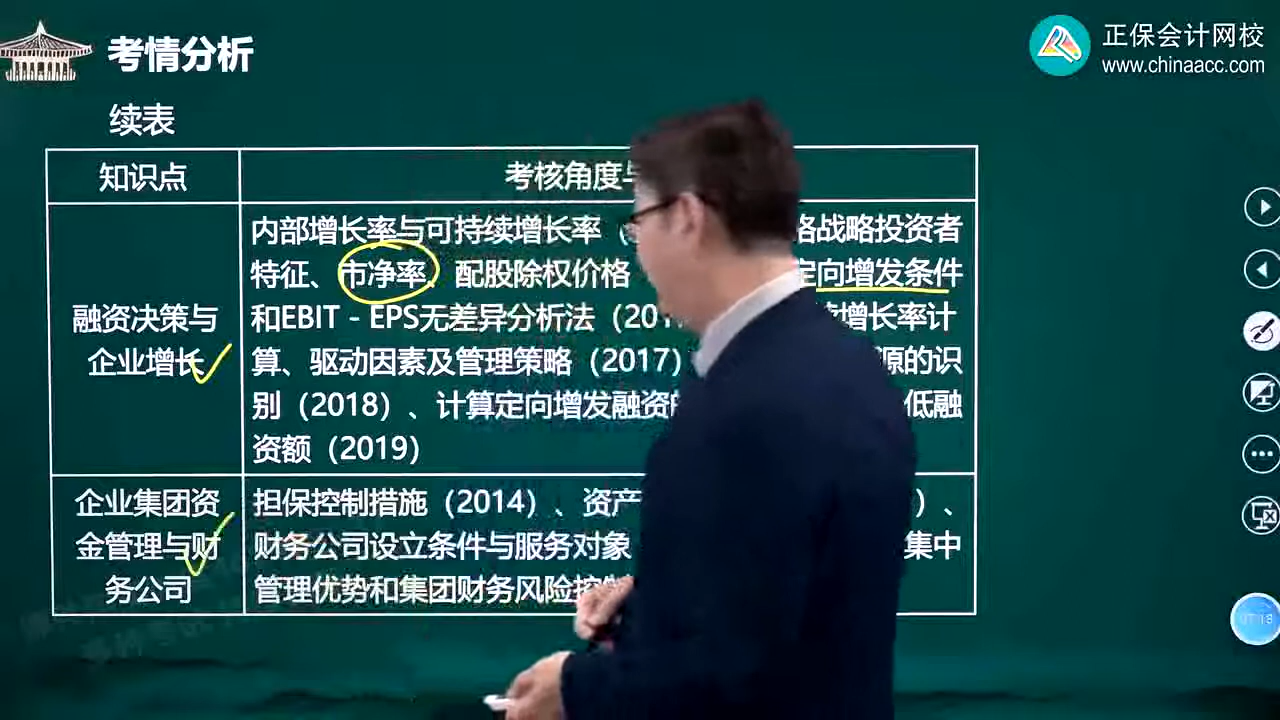 考情分析
正保会计网校
www.chinaacc.com
续表
知识点
考核角度与
融资决策与
企业增长
内部增长率与可持续增长率（
战略投资者
特征、市净率、配股除权价格
定向增发条件
和EBIT－EPS无差异分析法（201
增长率计
算、驱动因素及管理策略（2017）
源的识
别（2018）、计算定向增发融资
低融
资额（2019）
企业集团资
金管理与财
务公司
担保控制措施（2014）、资产
）、
财务公司设立条件与服务对象
集中
管理优势和集团财务风险控
07:13